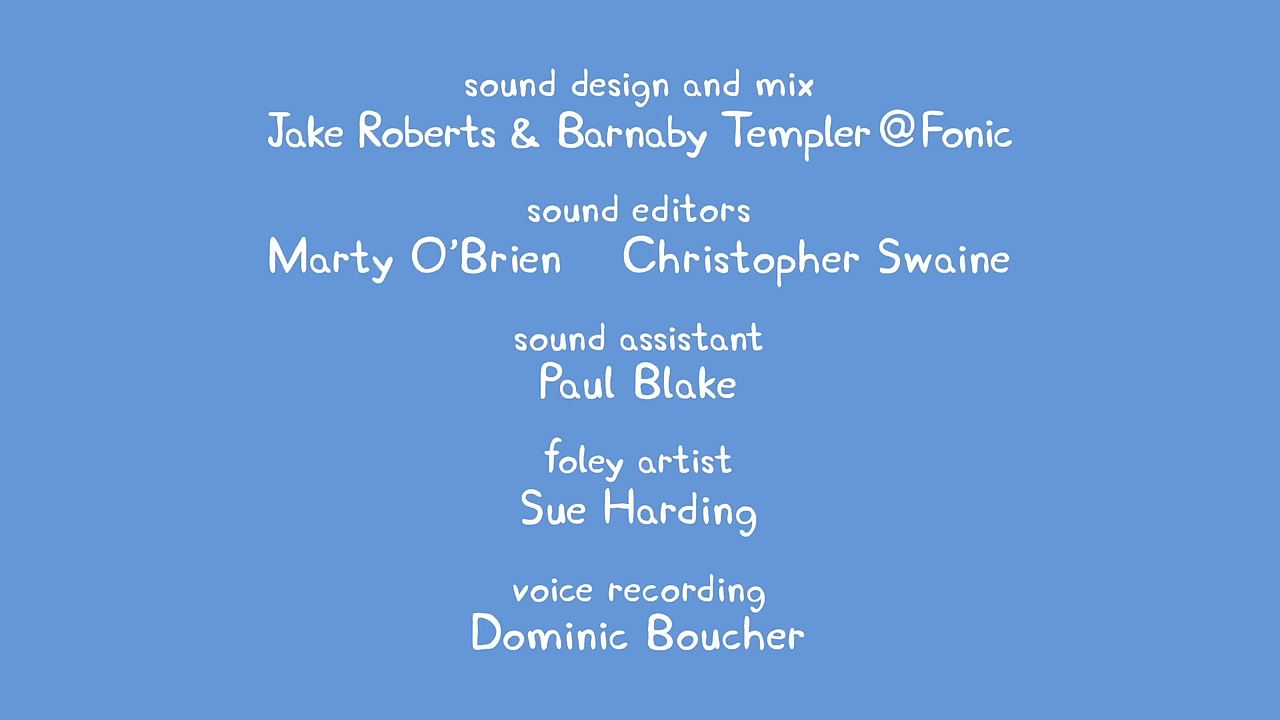 sound design and mix
Jake Roberts & Barnaby Templer @ Fonic
sound editors
Marty O'Brien Christopher Swaine
sound assistant
Paul Blake
foley artist
Sue Harding
voice recording
Dominic Boucher